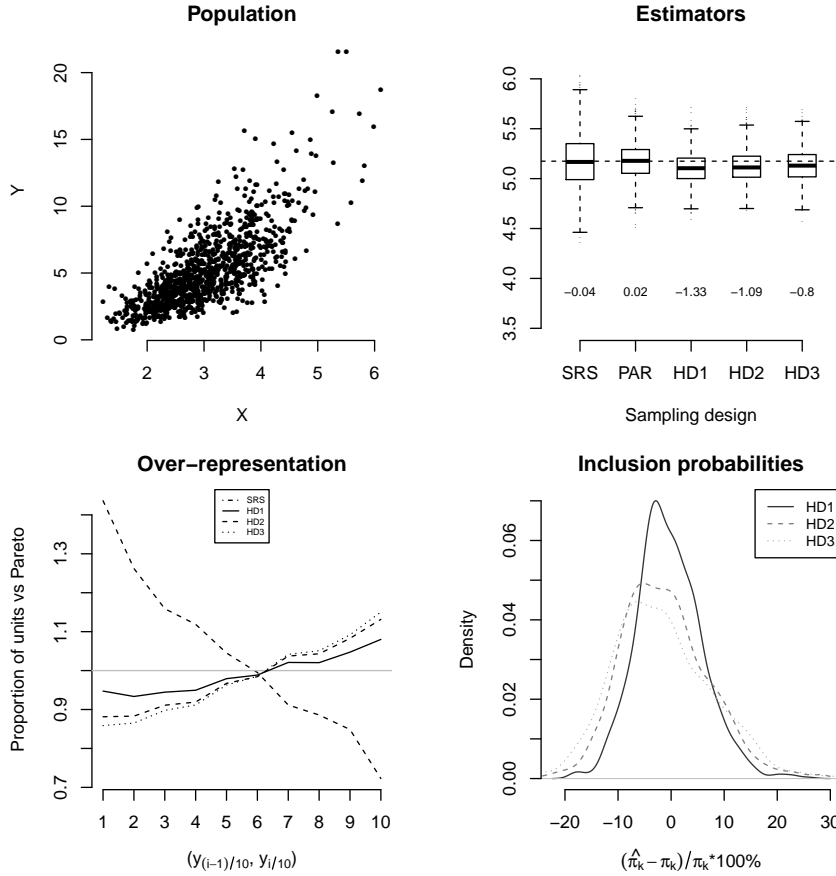 Population
Y
20
15
10
5
0
2 3 4 5 6
X
Estimators
6.0
5.5
5.0
4.5
4.0
3.5
−0.04 0.02 −1.33 −1.09 −0.8
SRS PAR HD1 HD2 HD3
Sampling design
Over−representation
SRS
HD1
HD2
HD3
Proportion of units vs Pareto
1.3
1.1
0.9
0.7
1 2 3 4 5 6 7 8 9 10
(y(i−1)/10, yi/10)
Inclusion probabilities
HD1
HD2
HD3
Density
0.06
0.04
0.02
0.00
−20 −10 0 10 20 30
(π̂k − πk)/πk*100%